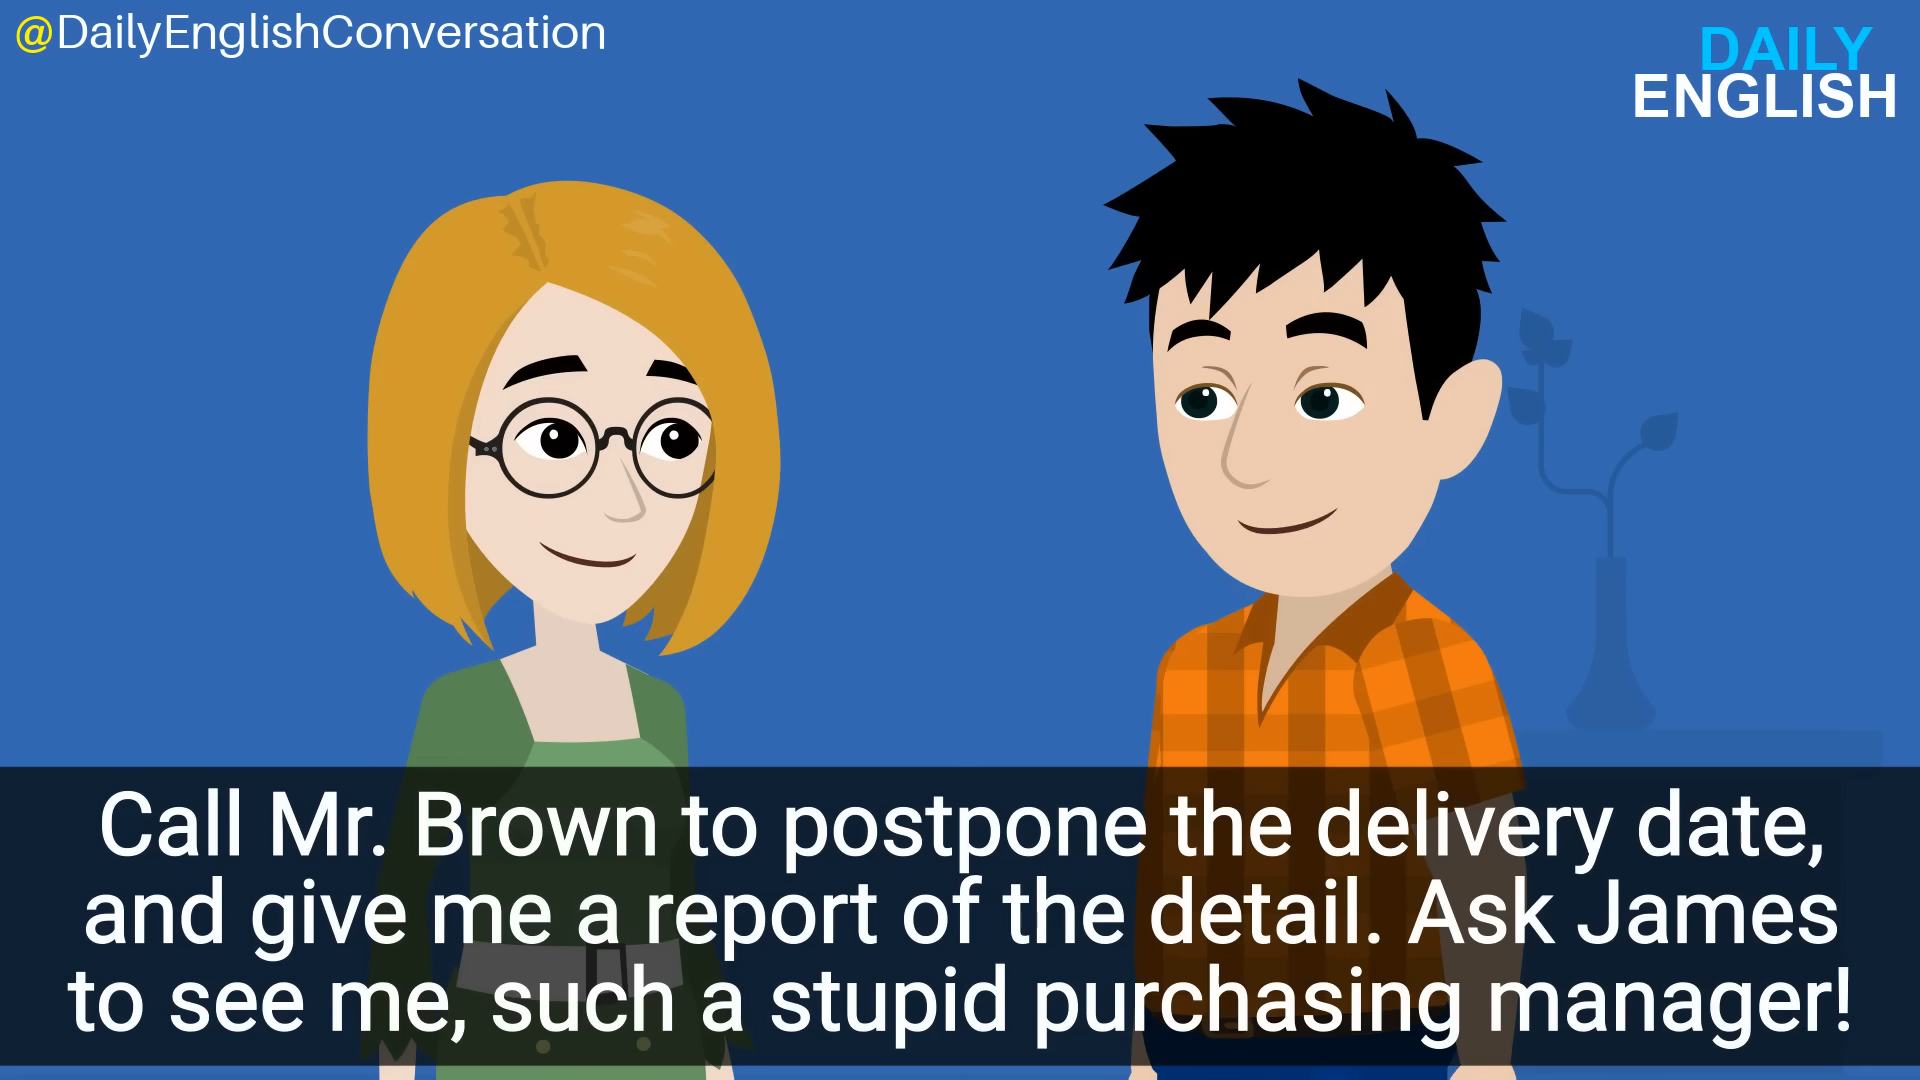 @DailyEnglishConversation
DAILY
ENGLISH
Call Mr. Brown to postpone the delivery date,
and give me a report of the detail. Ask James
to see me, such a stupid purchasing manager!